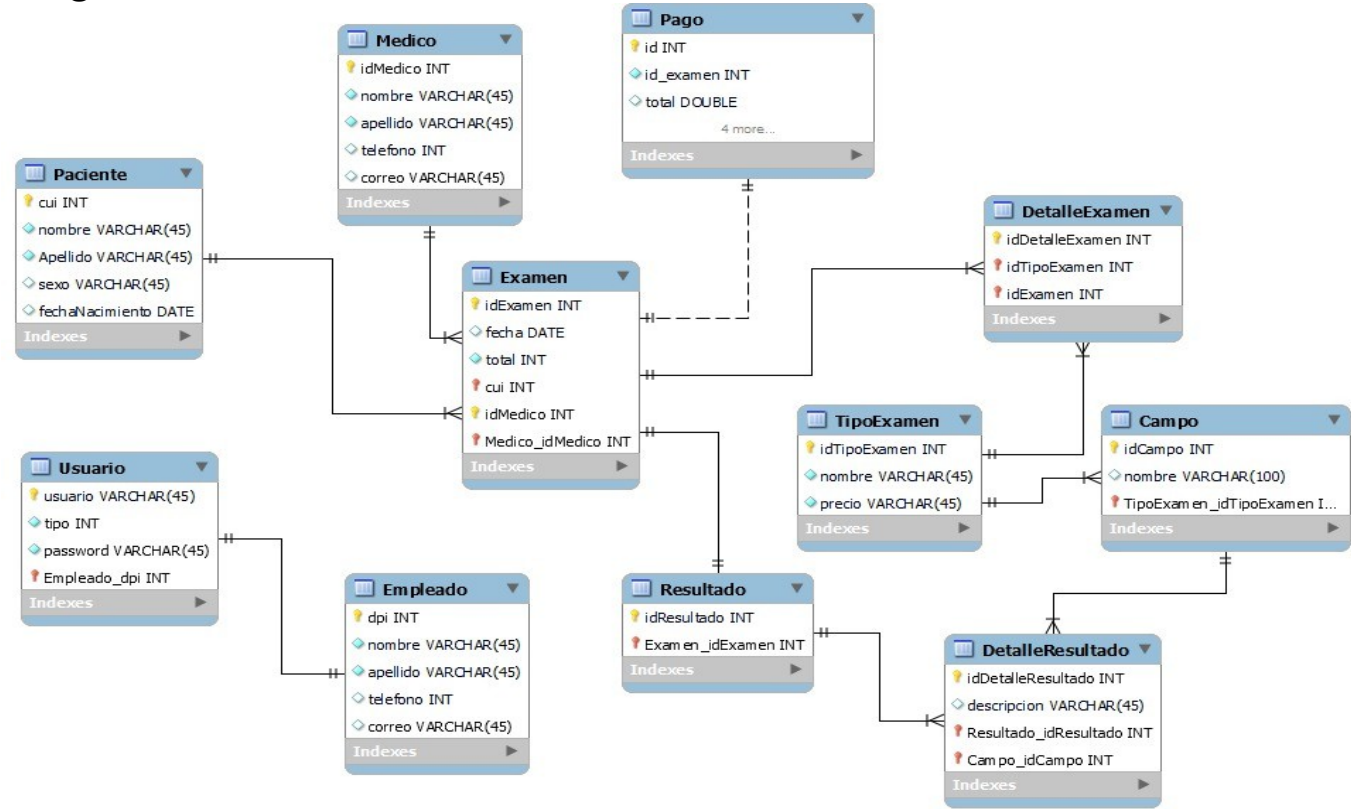 Medico
idMedico INT
nombre VARCHAR(45)
apellido VARCHAR(45)
telefono INT
correo VARCHAR(45)
Indexes
Pago
id INT
id_examen INT
total DOUBLE
4 more...
Indexes
Paciente
cui INT
nombre VARCHAR(45)
Apellido VARCHAR(45)
sexo VARCHAR(45)
fechaNacimiento DATE
Indexes
Examen
idExamen INT
fecha DATE
total INT
cui INT
idMedico INT
Medico_idMedico INT
Indexes
DetalleExamen
idDetalleExamen INT
idTipoExamen INT
idExamen INT
Indexes
TipoExamen
idTipoExamen INT
nombre VARCHAR(45)
precio VARCHAR(45)
Indexes
Campo
idCampo INT
nombre VARCHAR(100)
TipoExamen_idTipoExamen I...
Indexes
Usuario
usuario VARCHAR(45)
tipo INT
password VARCHAR(45)
Empleado_dpi INT
Indexes
Empleado
dpi INT
nombre VARCHAR(45)
apellido VARCHAR(45)
telefono INT
correo VARCHAR(45)
Indexes
Resultado
idResultado INT
Examen_idExamen INT
Indexes
DetalleResultado
idDetalleResultado INT
descripcion VARCHAR(45)
Resultado_idResultado INT
Campo_idCampo INT
Indexes